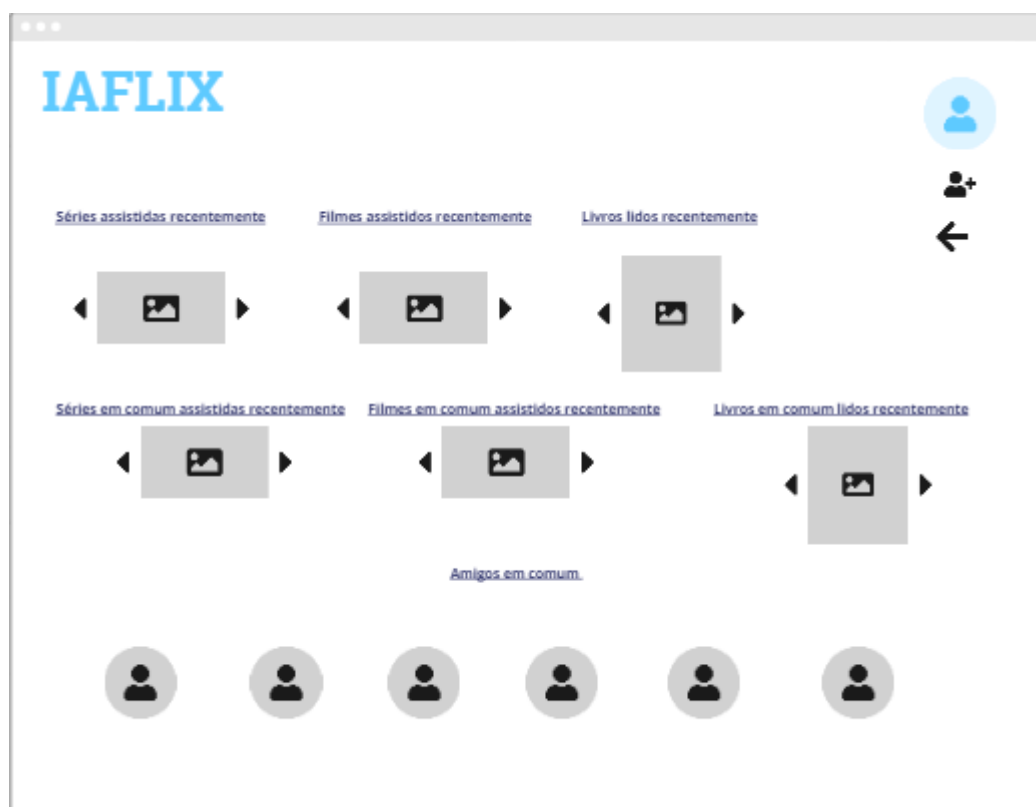 IAFLIX
Séries assistidas recentemente
Filmes assistidos recentemente
Livros lidos recentemente
Séries em comum assistidas recentemente
Filmes em comum assistidos recentemente
Livros em comum lidos recentemente
Amigos em comum